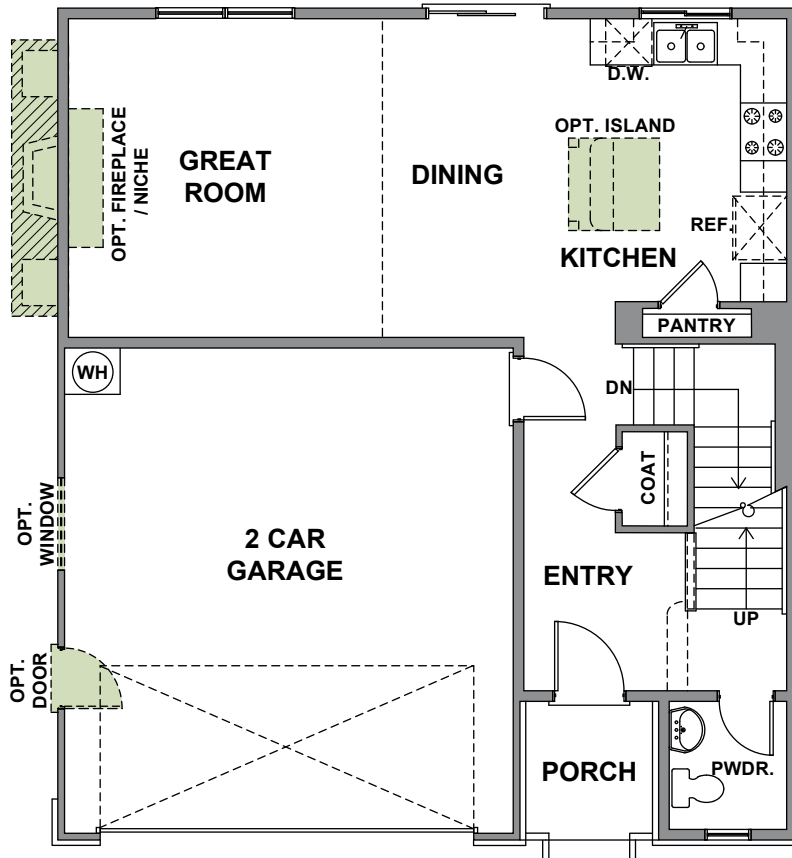 D.W.
OPT. ISLAND
OPT. FIREPLACE
/ NICHE
GREAT
ROOM
DINING
REF.
KITCHEN
PANTRY
WH
DN
COAT
OPT.
WINDOW
2 CAR
GARAGE
ENTRY
UP
OPT.
DOOR
PORCH
PWDR.